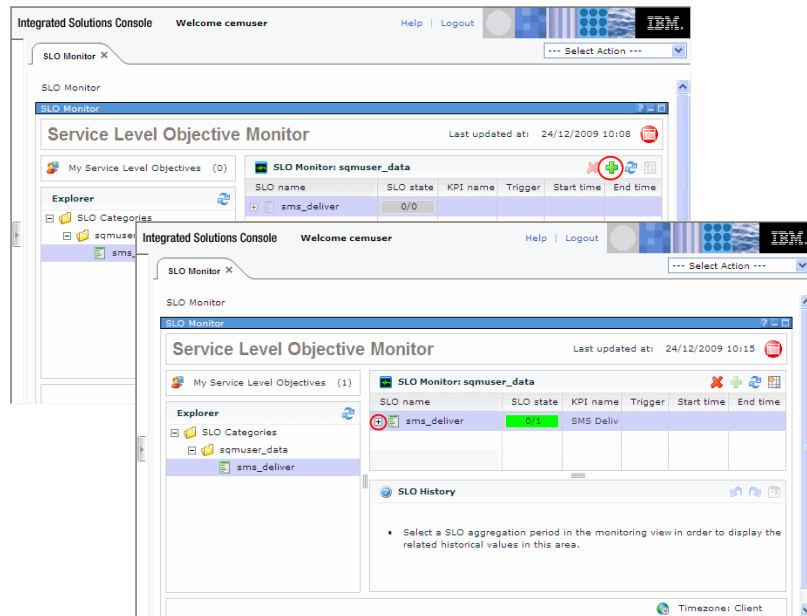 Integrated Solutions Console Welcome cemuser Help | Logout IBM.
--- Select Action ---
SLO Monitor X
SLO Monitor
SLO Monitor
Service Level Objective Monitor Last updated at: 24/12/2009 10:08
My Service Level Objectives (0)
SLO Monitor: sqmuser_data
SLO name SLO state KPI name Trigger Start time End time
sms_deliver 0/0
Explorer
SLO Categories
sqmuser
sms_
Integrated Solutions Console Welcome cemuser Help | Logout IBM.
--- Select Action ---
SLO Monitor X
SLO Monitor
SLO Monitor
Service Level Objective Monitor Last updated at: 24/12/2009 10:15
My Service Level Objectives (1)
Explorer
SLO Categories
sqmuser_data
sms_deliver
SLO Monitor: sqmuser_data
SLO name SLO state KPI name Trigger Start time End time
sms_deliver 0/1 SMS Deliv
SLO History
• Select a SLO aggregation period in the monitoring view in order to display the
related historical values in this area.
Timezone: Client